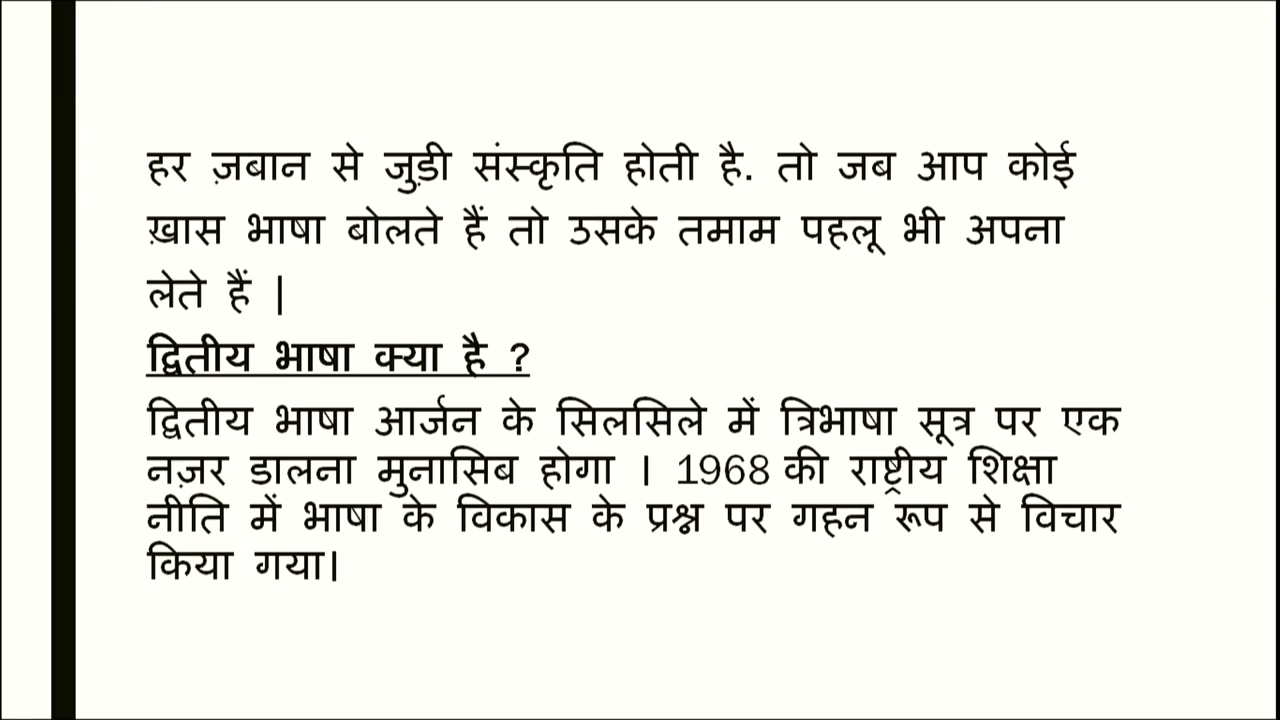 हर ज़बान से जुड़ी संस्कृति होती है. तो जब आप कोई
ख़ास भाषा बोलते हैं तो उसके तमाम पहलू भी अपना
लेते हैं |
द्वितीय भाषा क्या है ?
द्वितीय भाषा आर्जन के सिलसिले में त्रिभाषा सूत्र पर एक
नज़र डालना मुनासिब होगा । 1968 की राष्ट्रीय शिक्षा
नीति में भाषा के विकास के प्रश्न पर गहन रूप से विचार
किया गया।